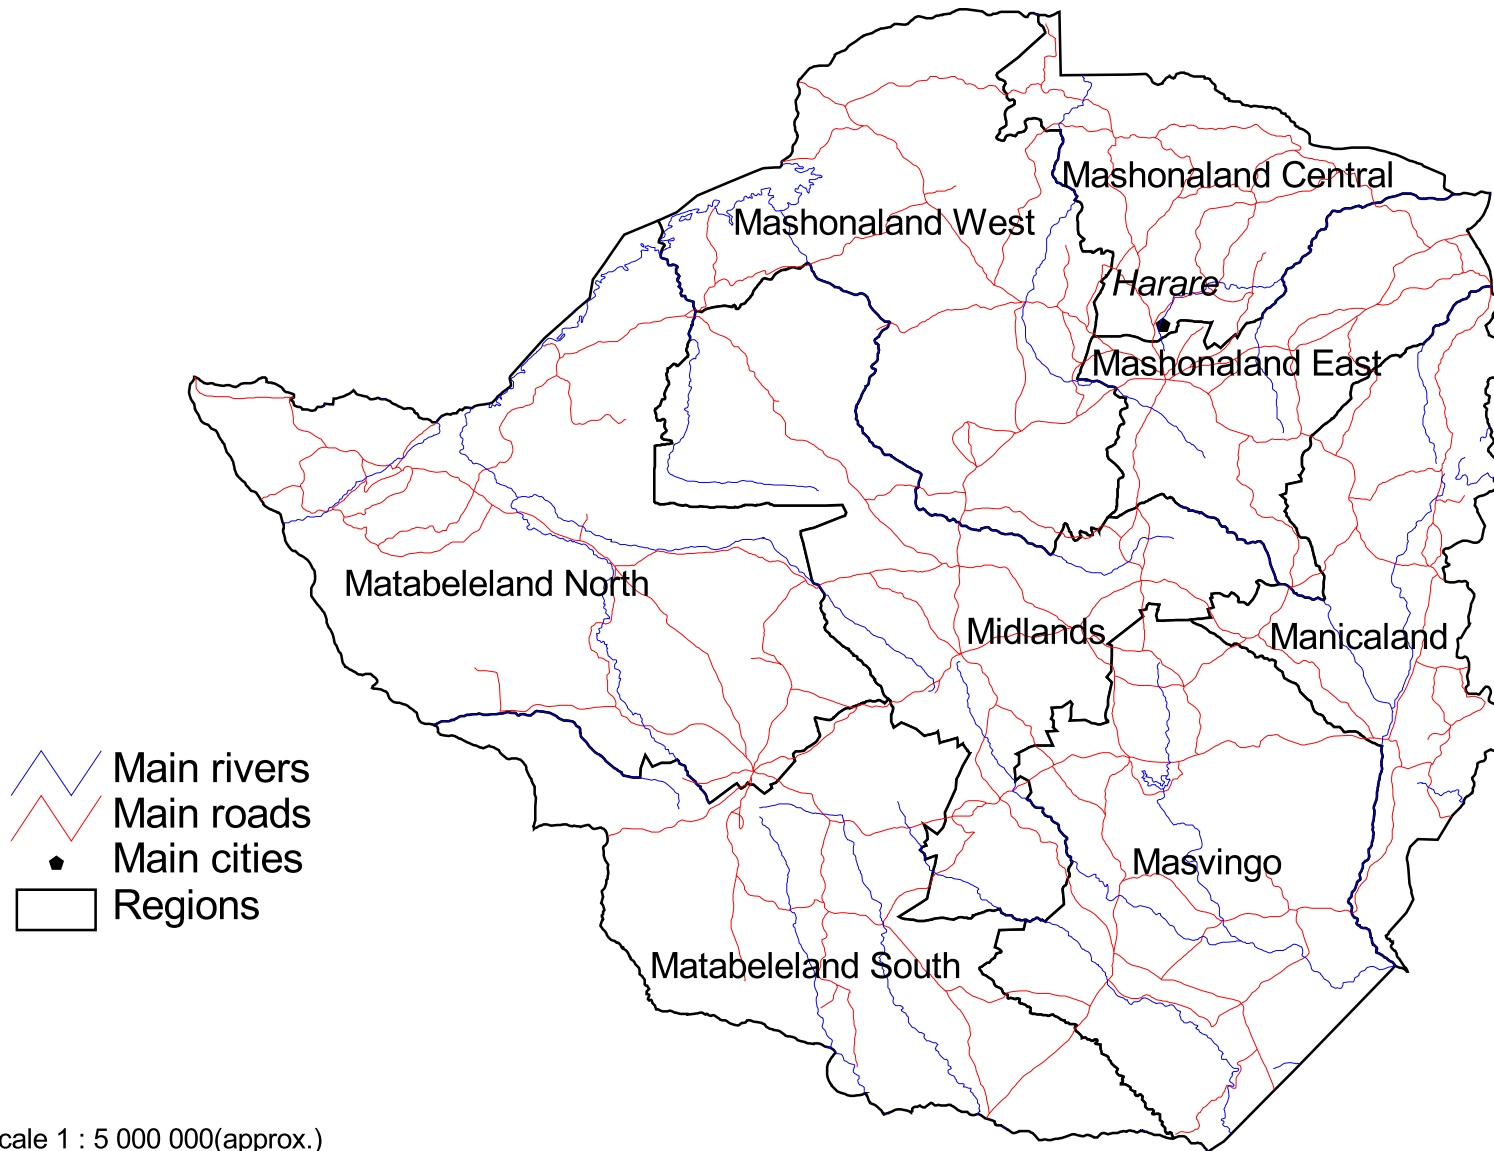 Mashonaland Central
Mashonaland West
Harare
Mashonaland East
Matabeleland North
Midlands
Manicaland
Main rivers
Main roads
Main cities
Masvingo
Regions
Matabeleland South
cale 1 : 5 000 000(approx.)